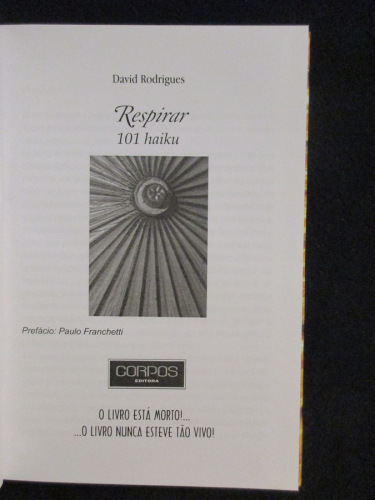 David Rodrigues
Respirar
101 haiku
Prefácio: Paulo Franchetti
CORPOS
EDITORA
O LIVRO ESTÁ MORTO!...
...O LIVRO NUNCA ESTEVE TÃO VIVO!